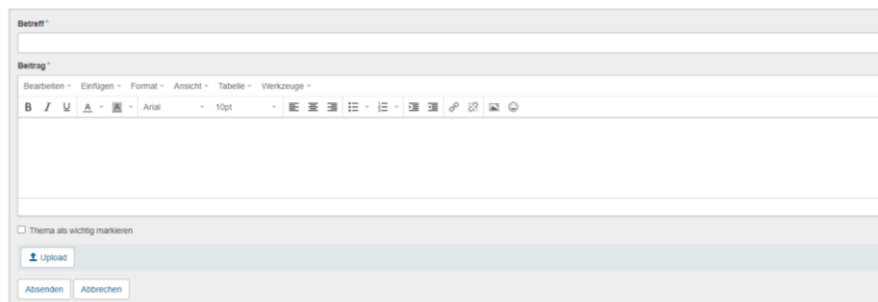 Betreff*
Beitrag*
Bearbeiten Einfügen Format Ansicht Tabelle Werkzeuge
B I U A A Arial 10pt
Thema als wichtig markieren
Upload
Absenden Abbrechen